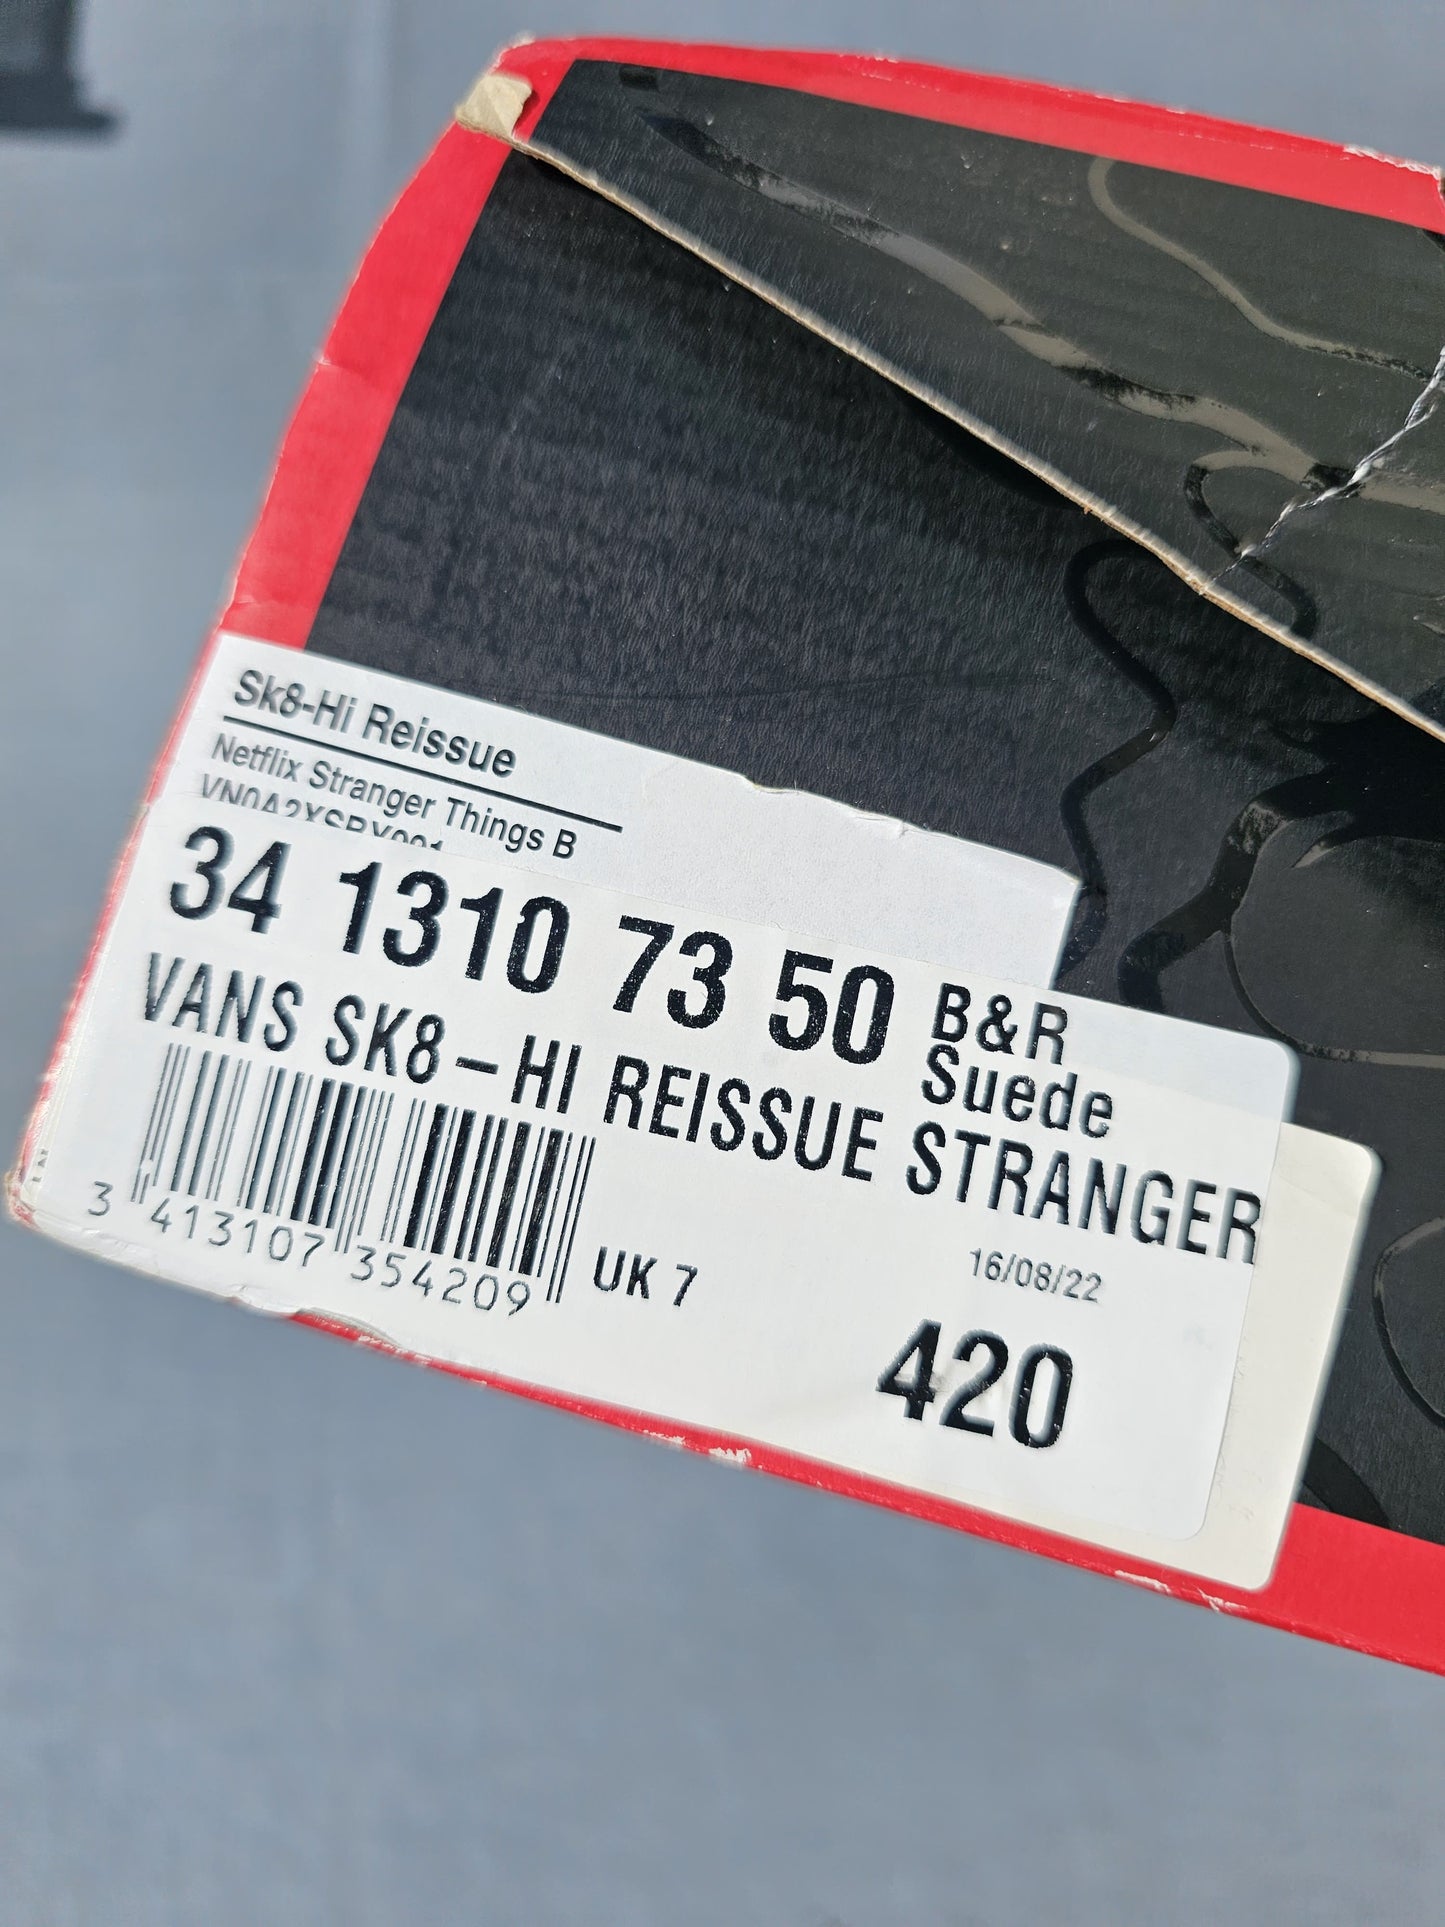 Sk8-Hi Reissue
Netflix Stranger Things B
34 1310 73 50 B&R
Suede
VANS SK8-HI REISSUE STRANGER
3 413107 354209
UK 7
16/08/22
420